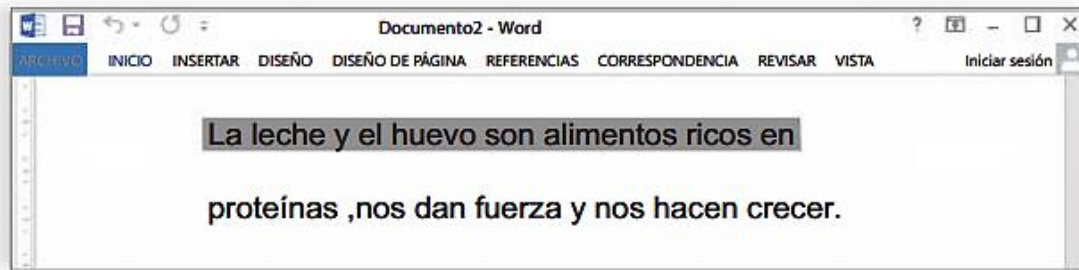 Documento2 - Word ?
ARCHIVO INICIO INSERTAR DISEÑO DISEÑO DE PÁGINA REFERENCIAS CORRESPONDENCIA REVISAR VISTA Iniciar sesión
La leche y el huevo son alimentos ricos en
proteínas ,nos dan fuerza y nos hacen crecer.